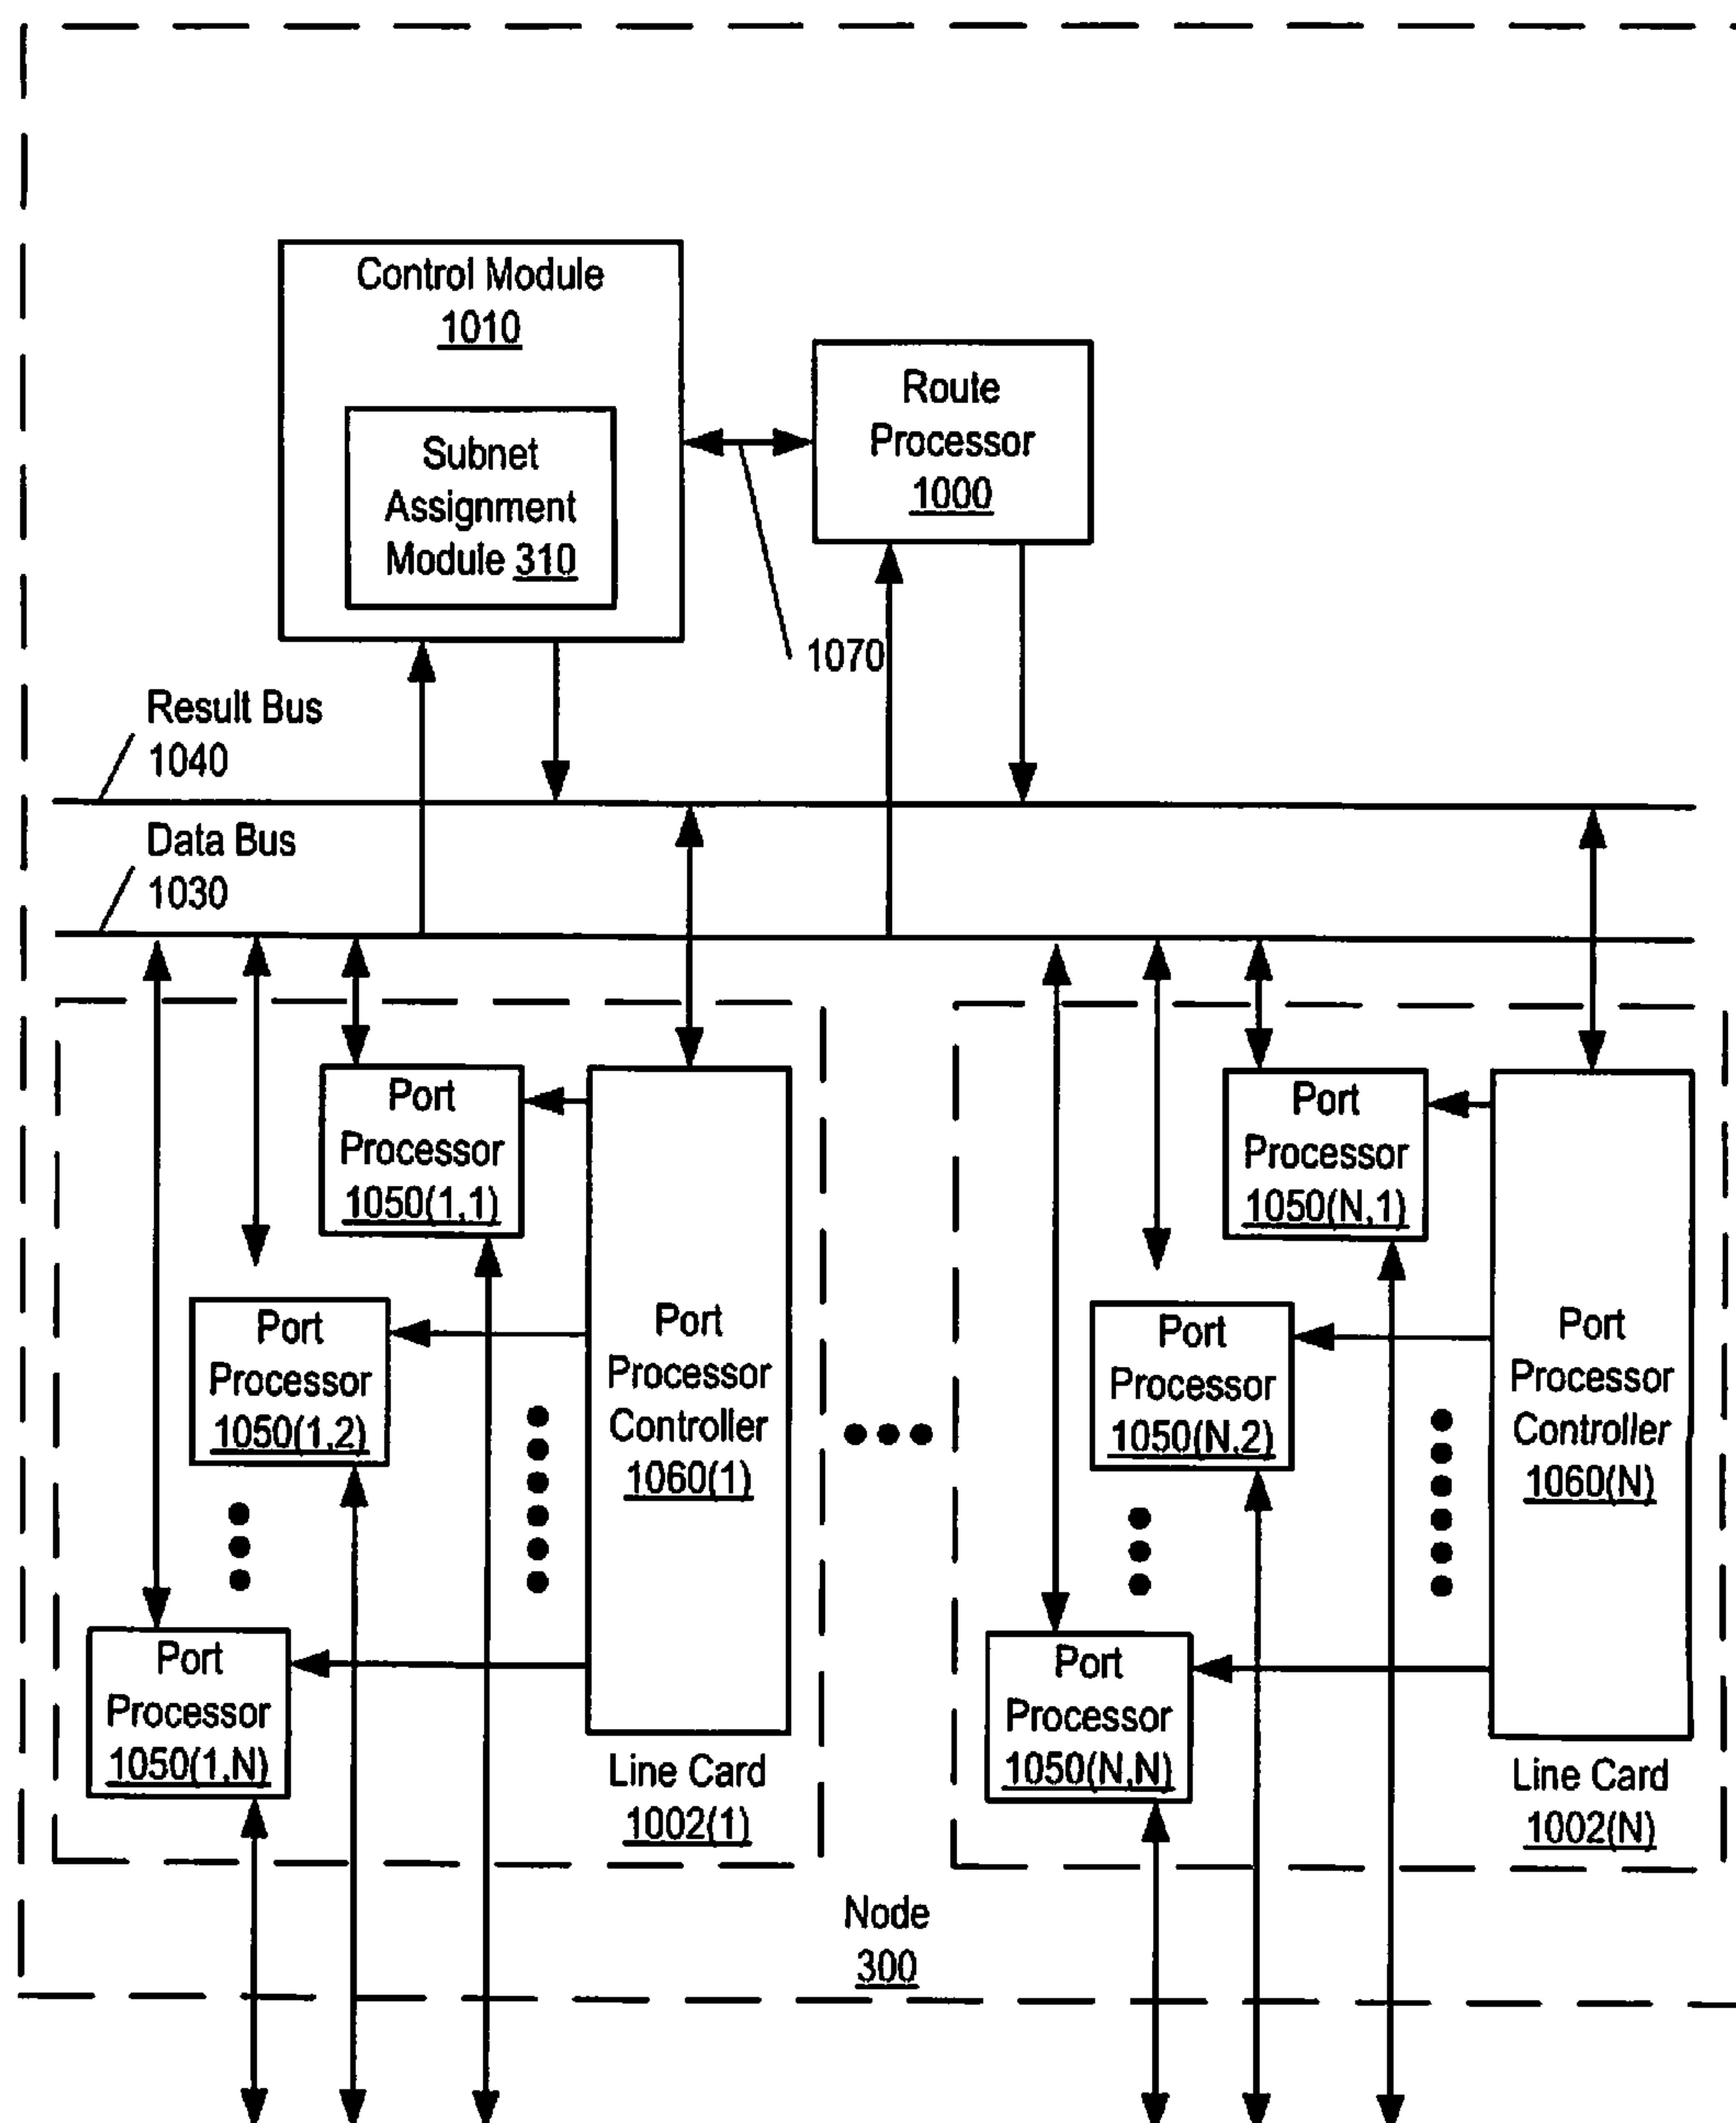 Control Module
1010
Subnet
Assignment
Module 310
Route
Processor
1000
1070
Result Bus
1040
Data Bus
1030
Port
Processor
1050(1,1)
Port
Processor
1050(1,2)
Port
Processor
1050(1,N)
Port
Processor
Controller
1060(1)
Line Card
1002(1)
Port
Processor
1050(N,1)
Port
Processor
1050(N,2)
Port
Processor
1050(N,N)
Port
Processor
Controller
1060(N)
Line Card
1002(N)
Node
300